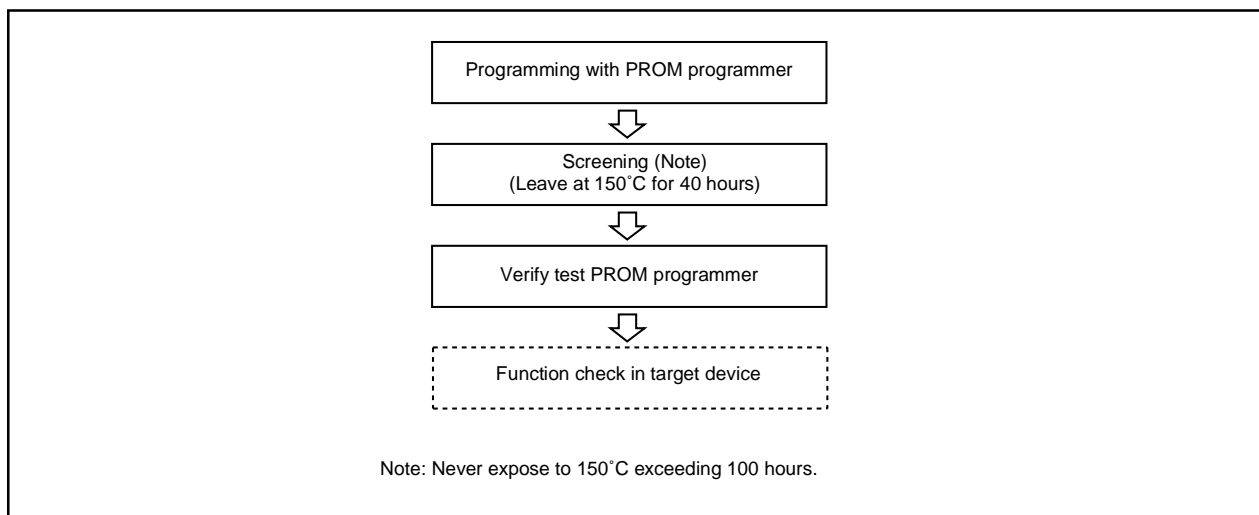 Programming with PROM programmer
Screening (Note)
(Leave at 150˚C for 40 hours)
Verify test PROM programmer
Function check in target device
Note: Never expose to 150˚C exceeding 100 hours.